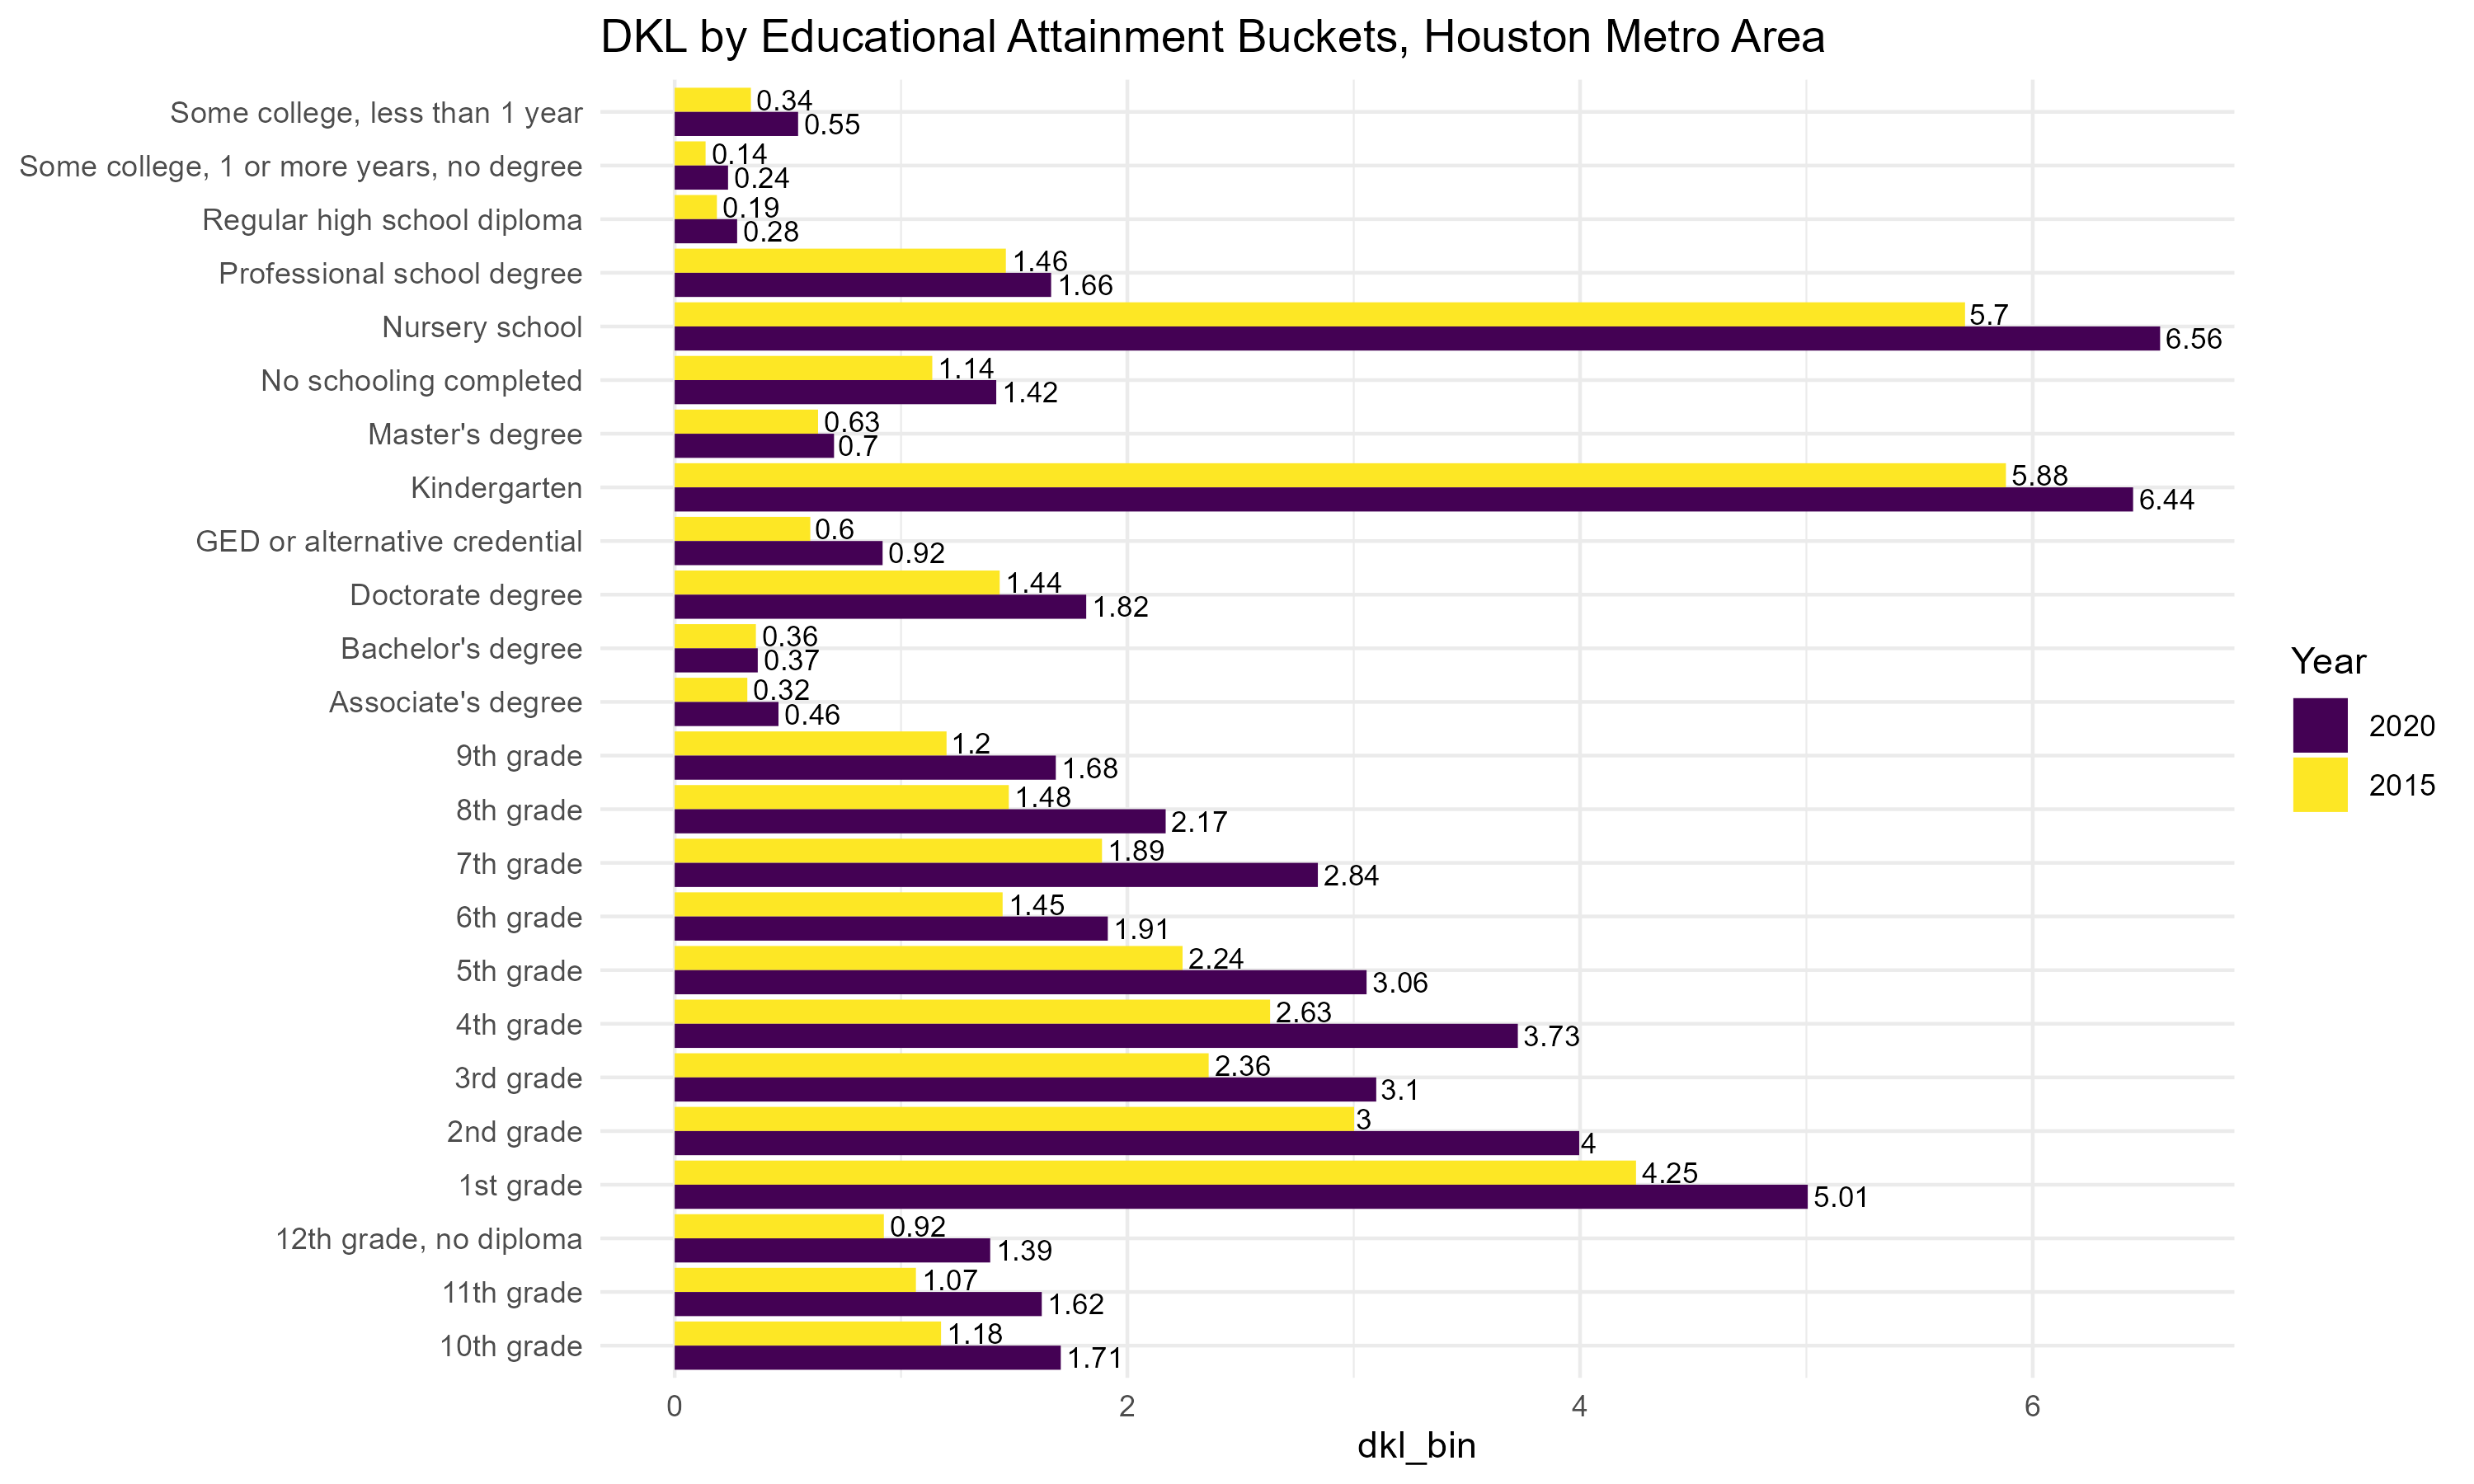 DKL by Educational Attainment Buckets, Houston Metro Area
Some college, less than 1 year
0.34
0.55
Some college, 1 or more years, no degree
0.14
0.24
Regular high school diploma
0.19
0.28
Professional school degree
1.46
1.66
Nursery school
5.7
6.56
No schooling completed
1.14
1.42
Master's degree
0.63
0.7
Kindergarten
5.88
6.44
GED or alternative credential
0.6
0.92
Doctorate degree
1.44
1.82
Bachelor's degree
0.36
0.37
Associate's degree
0.32
0.46
9th grade
1.2
1.68
8th grade
1.48
2.17
7th grade
1.89
2.84
6th grade
1.45
1.91
5th grade
2.24
3.06
4th grade
2.63
3.73
3rd grade
2.36
3.1
2nd grade
3
4
1st grade
4.25
5.01
12th grade, no diploma
0.92
1.39
11th grade
1.07
1.62
10th grade
1.18
1.71
0 2 4 6
dkl_bin
Year
2020
2015